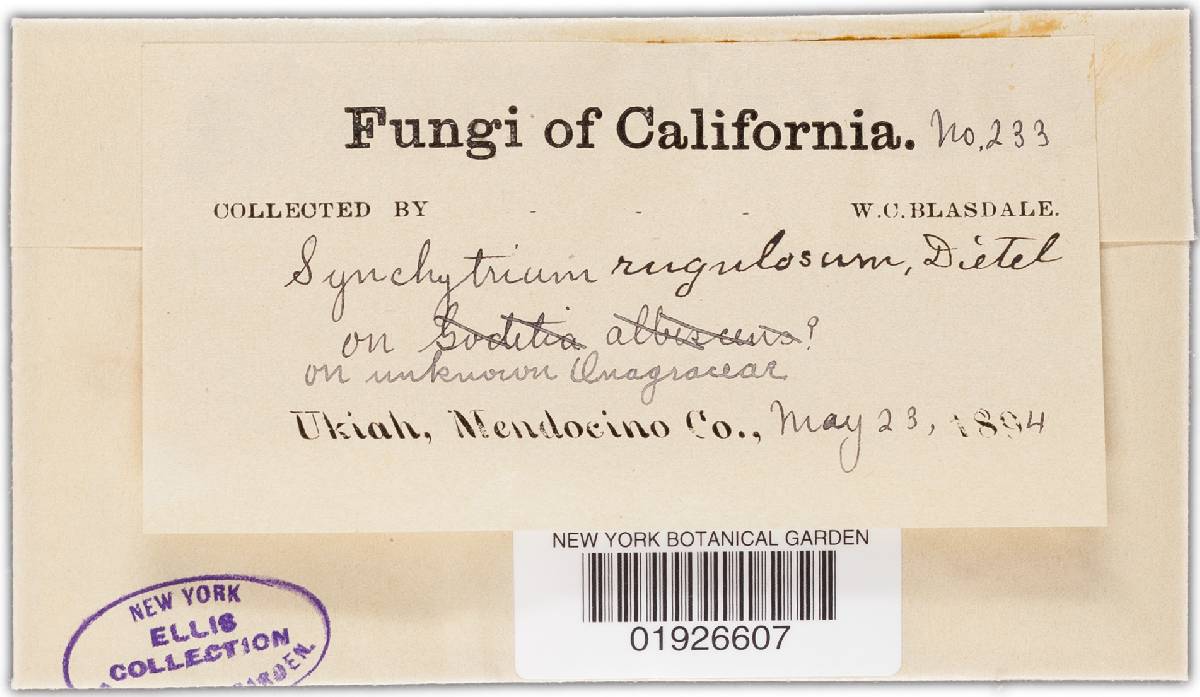 Fungi of California. No. 233
COLLECTED BY - - - W. C. BLASDALE.
Synchytrium rugulosum, Dietel
on Godetia albescens?
on unknown Onagraceae
Ukiah, Mendocino Co., May 23, 1894
NEW YORK BOTANICAL GARDEN
01926607
NEW YORK
ELLIS
COLLECTION
GARDEN.